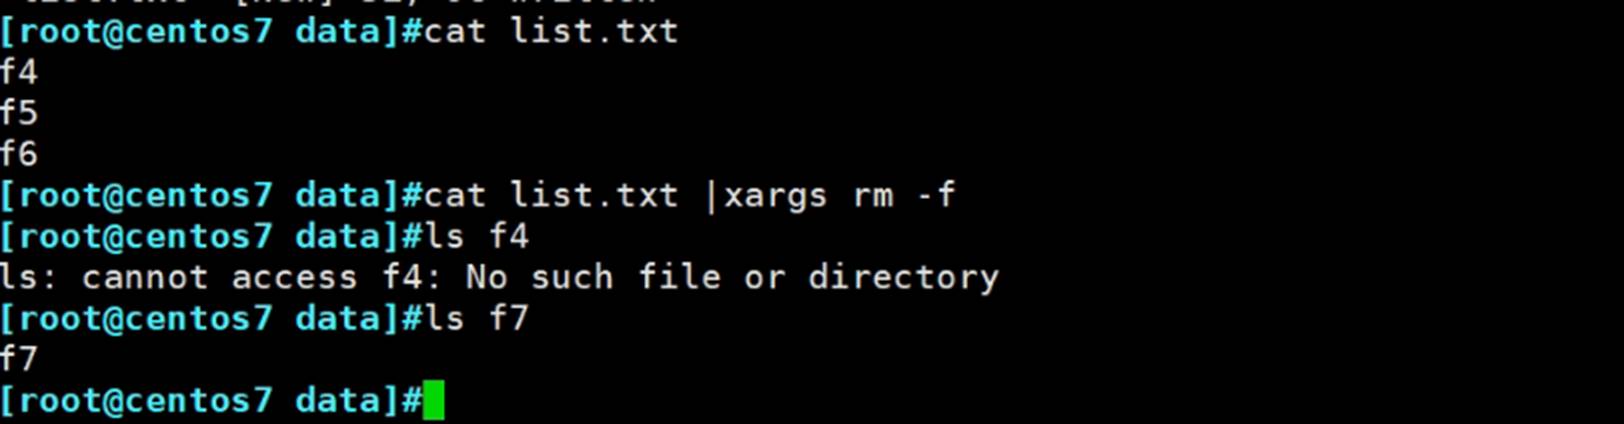 [root@centos7 data]#cat list.txt
f4
f5
f6
[root@centos7 data]#cat list.txt |xargs rm -f
[root@centos7 data]#ls f4
ls: cannot access f4: No such file or directory
[root@centos7 data]#ls f7
f7
[root@centos7 data]#